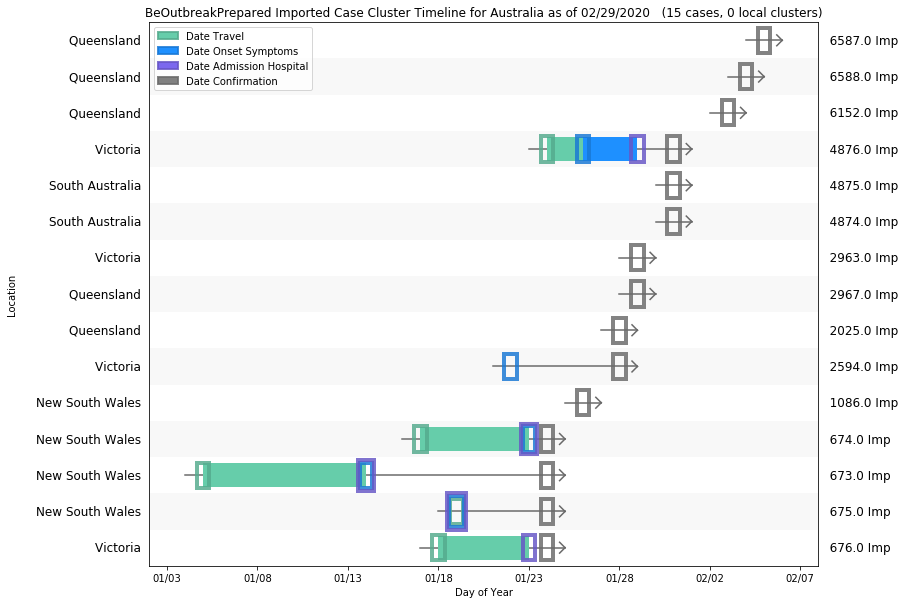 BeOutbreakPrepared Imported Case Cluster Timeline for Australia as of 02/29/2020   (15 cases, 0 local clusters)
Date Travel
Date Onset Symptoms
Date Admission Hospital
Date Confirmation
Queensland 6587.0 Imp
Queensland 6588.0 Imp
Queensland 6152.0 Imp
Victoria 4876.0 Imp
South Australia 4875.0 Imp
South Australia 4874.0 Imp
Victoria 2963.0 Imp
Queensland 2967.0 Imp
Queensland 2025.0 Imp
Victoria 2594.0 Imp
New South Wales 1086.0 Imp
New South Wales 674.0 Imp
New South Wales 673.0 Imp
New South Wales 675.0 Imp
Victoria 676.0 Imp
Location
01/03 01/08 01/13 01/18 01/23 01/28 02/02 02/07
Day of Year